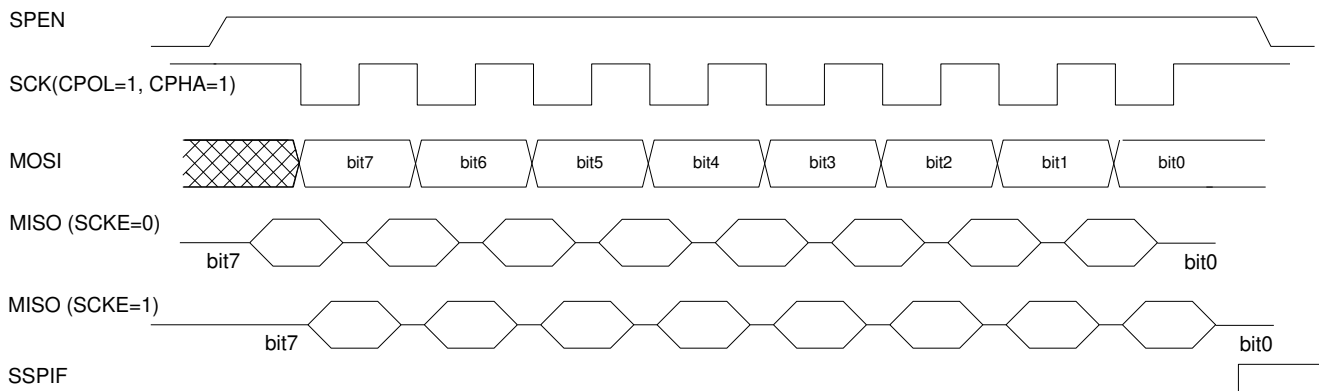 SPEN
SCK(CPOL=1, CPHA=1)
MOSI
bit7 bit6 bit5 bit4 bit3 bit2 bit1 bit0
MISO (SCKE=0)
bit7 bit0
MISO (SCKE=1)
bit7 bit0
SSPIF